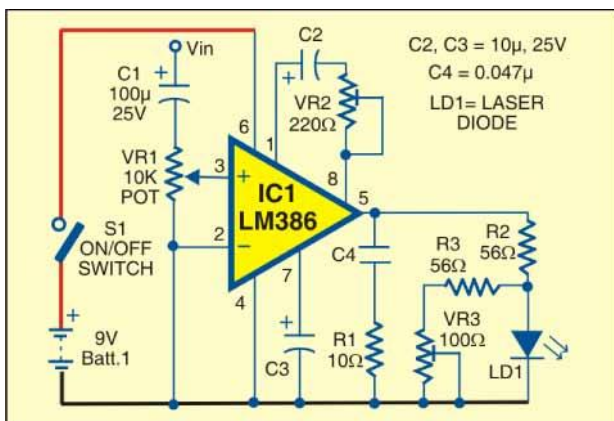 Vin
C1
100µ
25V
VR1
10K
POT
S1
ON/OFF
SWITCH
9V
Batt.1
6
1
3
2
4
7
8
5
IC1
LM386
C2
VR2
220Ω
C3
C4
R1
10Ω
R3
56Ω
R2
56Ω
VR3
100Ω
LD1
C2, C3 = 10µ, 25V
C4 = 0.047µ
LD1= LASER
DIODE